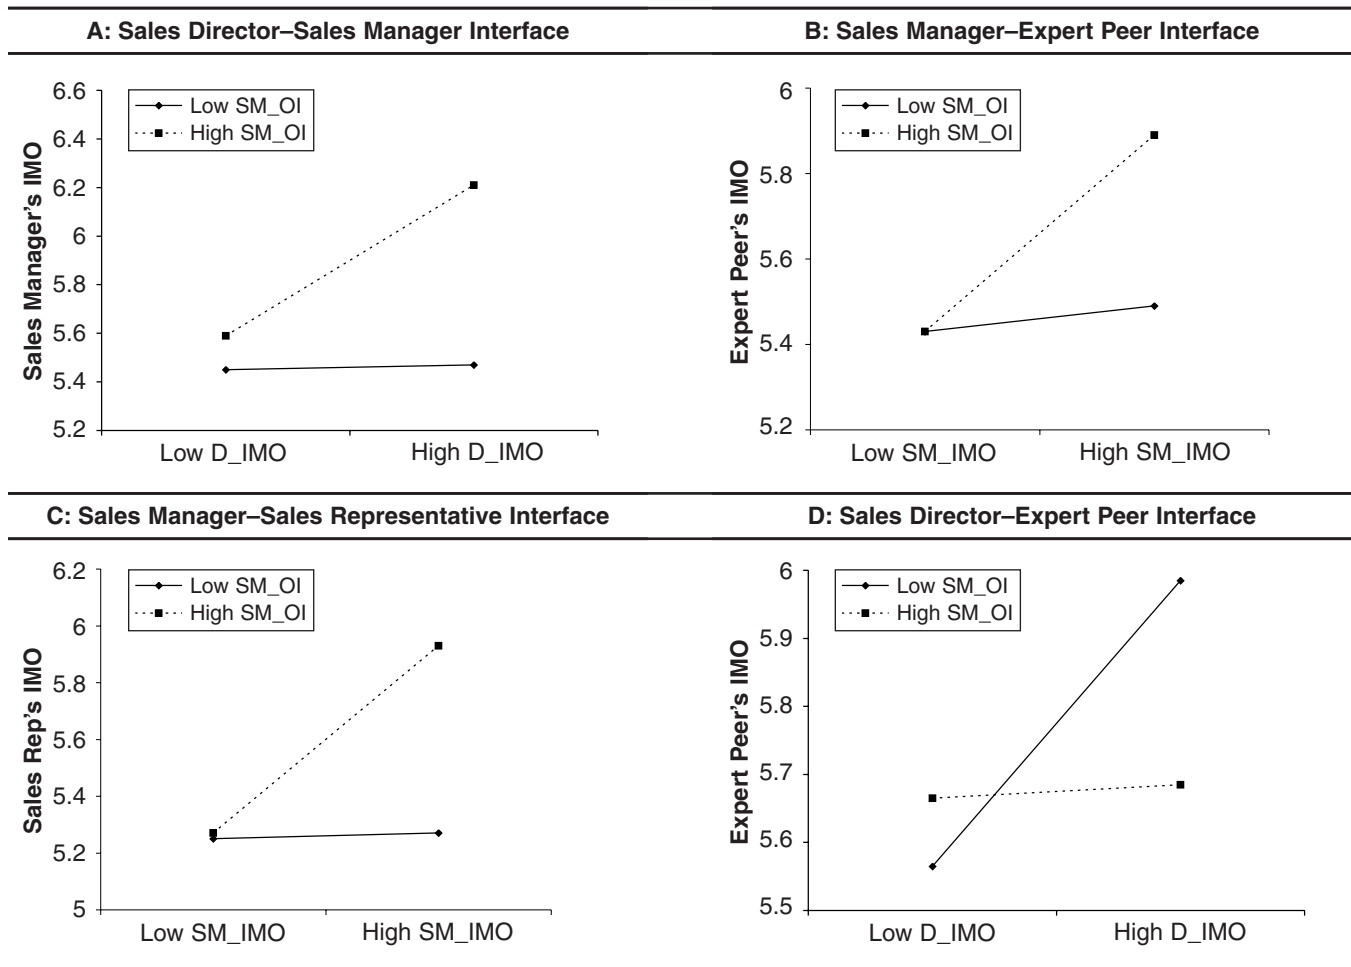 A: Sales Director–Sales Manager Interface
Sales Manager's IMO
6.6
6.4
6.2
6
5.8
5.6
5.4
5.2
Low SM_OI
High SM_OI
Low D_IMO
High D_IMO
B: Sales Manager–Expert Peer Interface
Expert Peer's IMO
6
5.8
5.6
5.4
5.2
Low SM_OI
High SM_OI
Low SM_IMO
High SM_IMO
C: Sales Manager–Sales Representative Interface
Sales Rep's IMO
6.2
6
5.8
5.6
5.4
5.2
5
Low SM_OI
High SM_OI
Low SM_IMO
High SM_IMO
D: Sales Director–Expert Peer Interface
Expert Peer's IMO
6
5.9
5.8
5.7
5.6
5.5
Low SM_OI
High SM_OI
Low D_IMO
High D_IMO